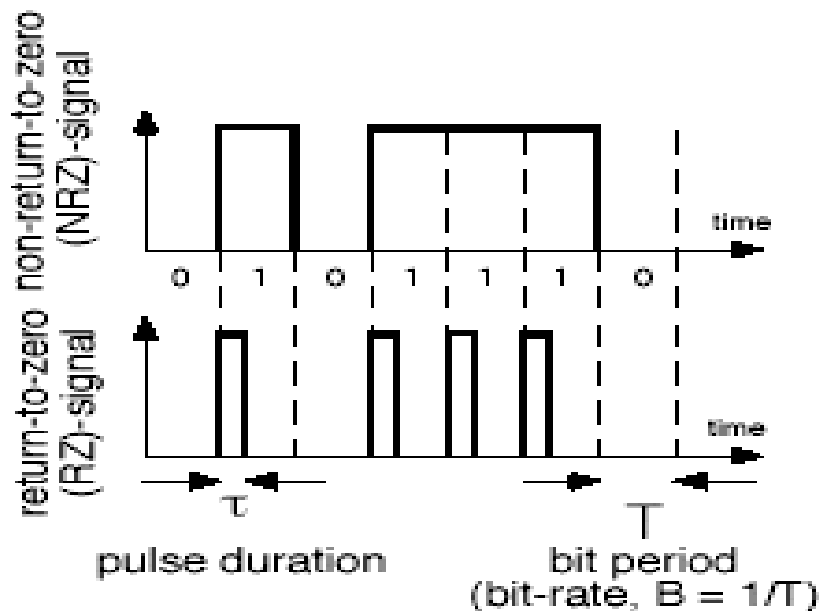 non-return-to-zero
(NRZ)-signal
time
0 1 0 1 1 1 0
return-to-zero
(RZ)-signal
time
τ
T
pulse duration
bit period
(bit-rate, B = 1/T)